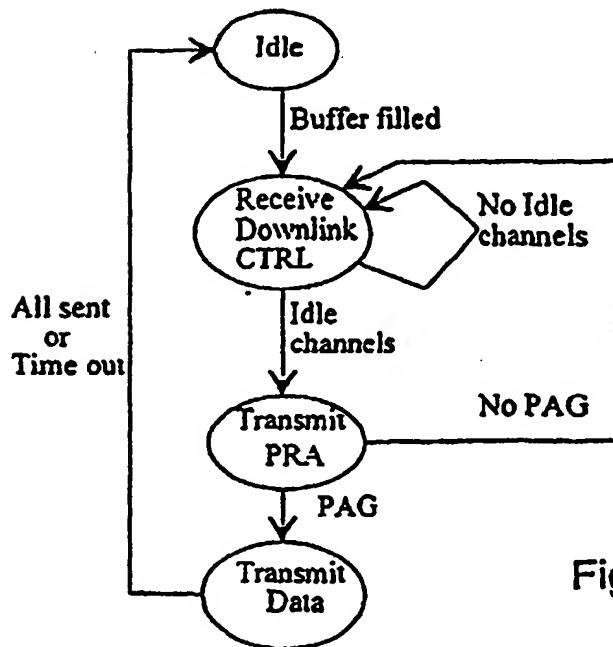 Idle
Buffer filled
Receive
Downlink
CTRL
No Idle
channels
All sent
or
Time out
Idle
channels
Transmit
PRA
No PAG
PAG
Transmit
Data
Fig